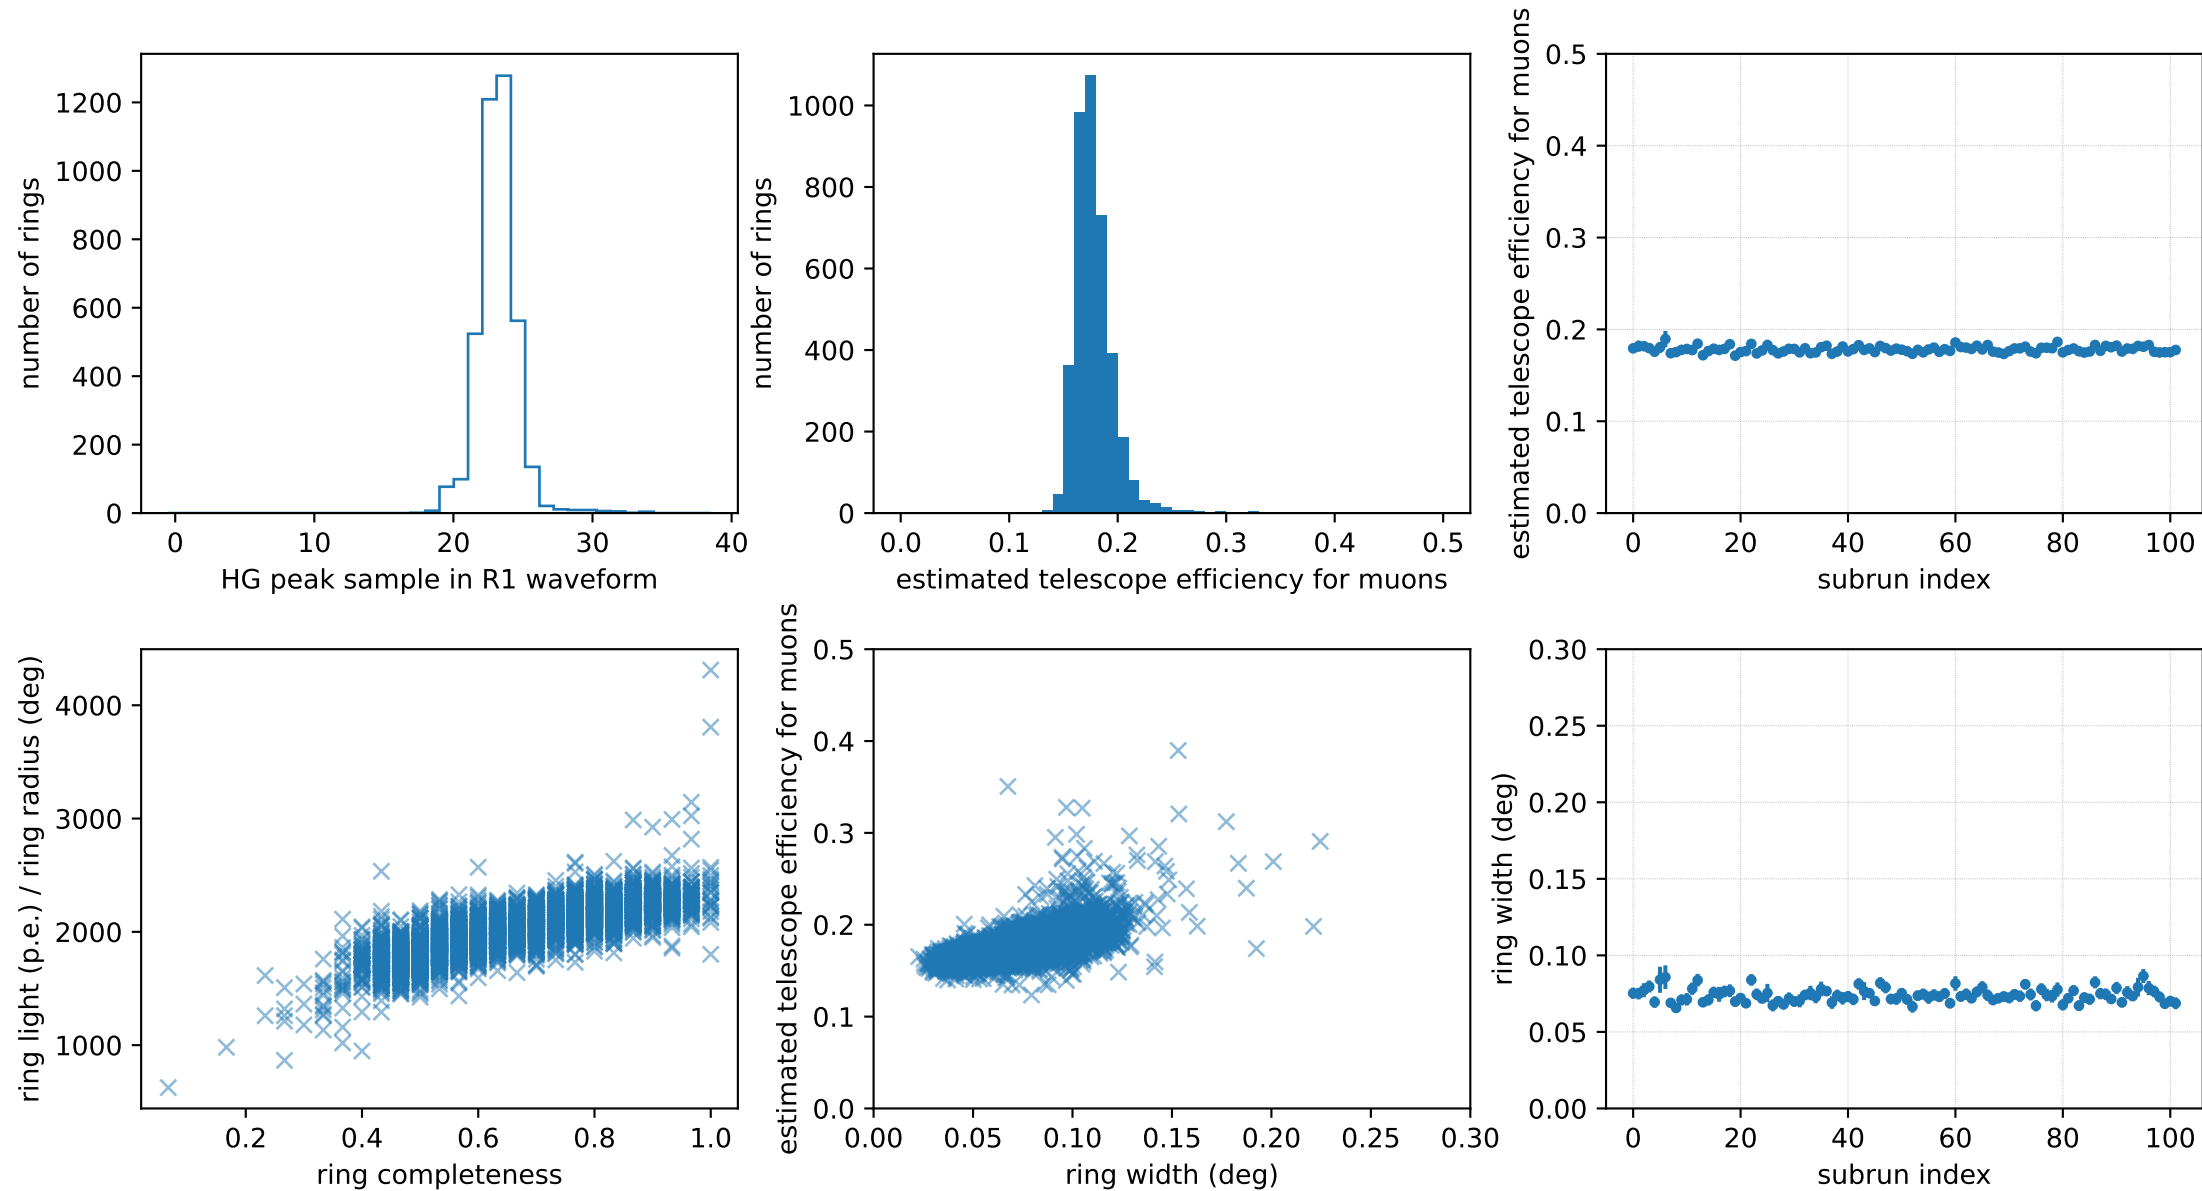 number of rings
1200
1000
800
600
400
200
0
0 10 20 30 40
HG peak sample in R1 waveform
number of rings
1000
800
600
400
200
0
0.0 0.1 0.2 0.3 0.4 0.5
estimated telescope efficiency for muons
estimated telescope efficiency for muons
0.5
0.4
0.3
0.2
0.1
0.0
0 20 40 60 80 100
subrun index
ring light (p.e.) / ring radius (deg)
4000
3000
2000
1000
0.2 0.4 0.6 0.8 1.0
ring completeness
estimated telescope efficiency for muons
0.5
0.4
0.3
0.2
0.1
0.0
0.00 0.05 0.10 0.15 0.20 0.25 0.30
ring width (deg)
ring width (deg)
0.30
0.25
0.20
0.15
0.10
0.05
0.00
0 20 40 60 80 100
subrun index